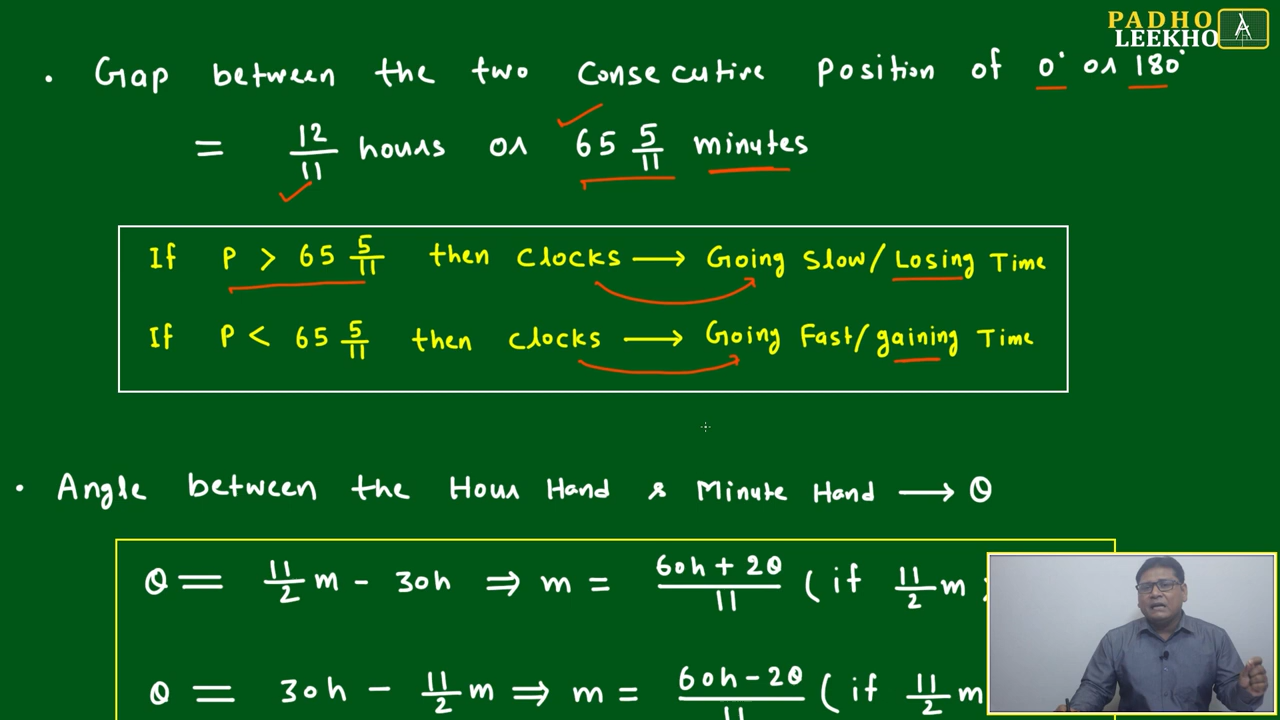 PADHO
LEEKHO
. Gap between the two Consecutive Position of 0° or 180°
= 12/11 hours or 65 5/11 minutes
If P > 65 5/11 then Clocks → Going Slow/Losing Time
If P < 65 5/11 then Clocks → Going Fast/gaining Time
. Angle between the Hour Hand & Minute Hand → θ
θ = 11/2 m - 30h ⇒ m = 60h + 2θ / 11 (if 11/2 m
θ = 30h - 11/2 m ⇒ m = 60h - 2θ / 11 (if 11/2 m